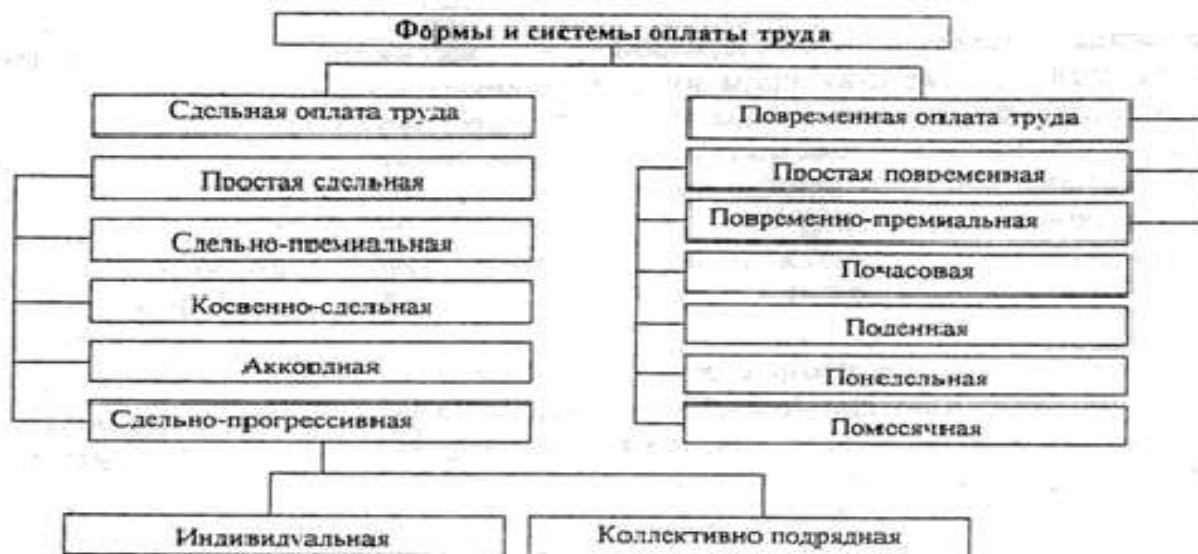 Формы и системы оплаты труда
Сдельная оплата труда
Повременная оплата труда
Простая сдельная
Сдельно-премиальная
Косвенно-сдельная
Аккордная
Сдельно-прогрессивная
Простая повременная
Повременно-премиальная
Почасовая
Поденная
Понедельная
Помесячная
Индивидуальная
Коллективно подрядная